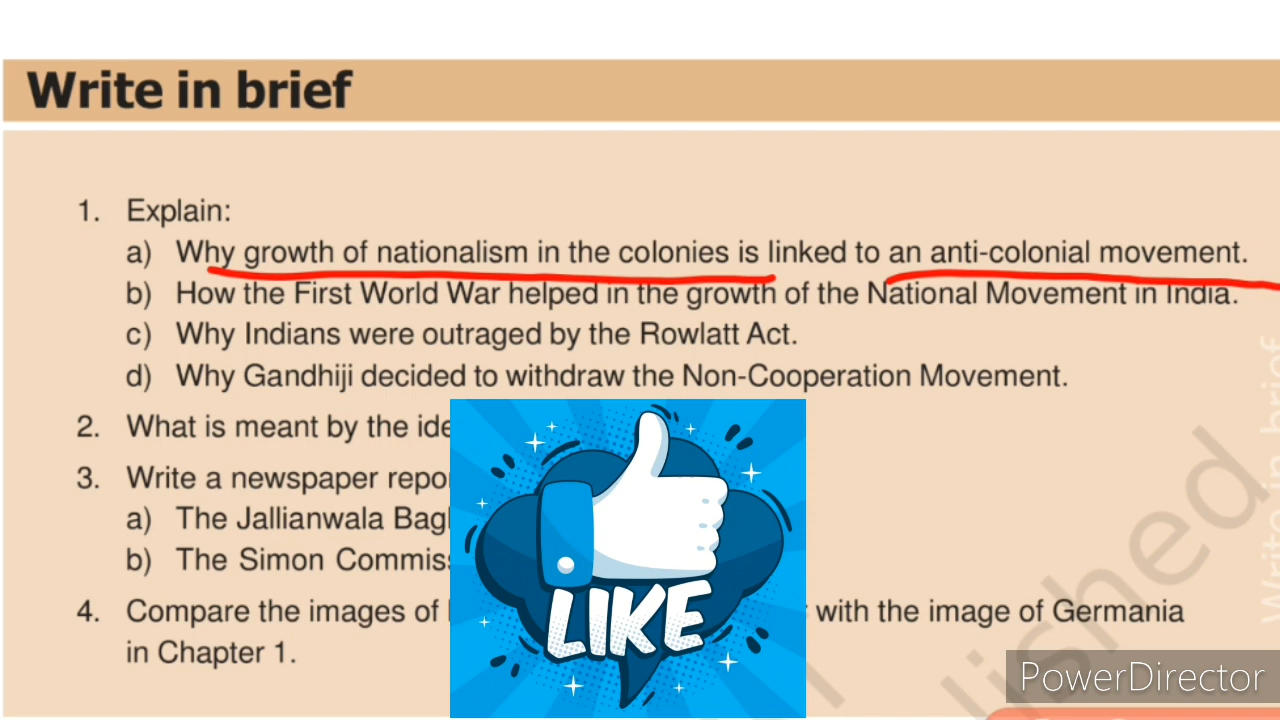 Write in brief
1. Explain:
a) Why growth of nationalism in the colonies is linked to an anti-colonial movement.
b) How the First World War helped in the growth of the National Movement in India.
c) Why Indians were outraged by the Rowlatt Act.
d) Why Gandhiji decided to withdraw the Non-Cooperation Movement.
2. What is meant by the
3. Write a newspaper
a) The Jallianwala
b) The Simon
4. Compare the images of with the image of Germania
in Chapter 1.
LIKE
Write in brief
PowerDirector